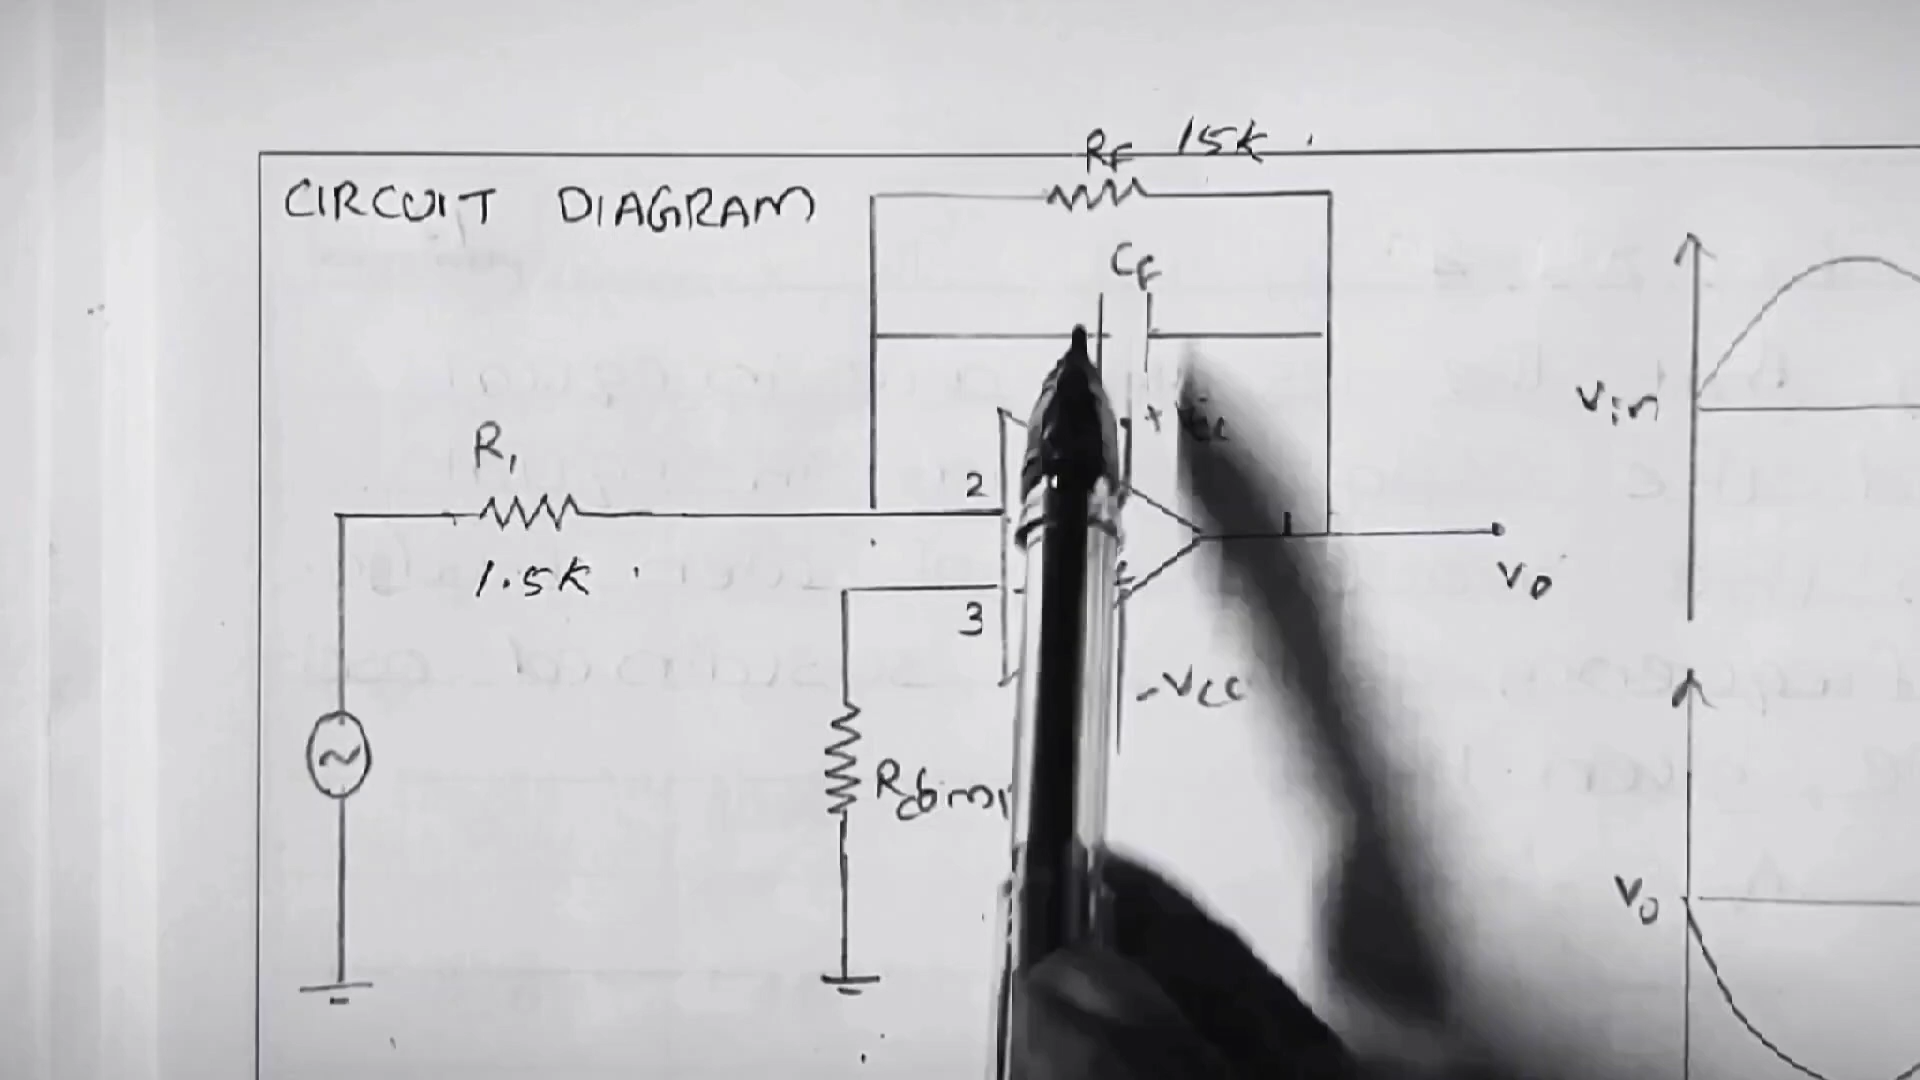 RF 15K.
CIRCUIT DIAGRAM
CF
R1
2
1.5K.
3
Vo
-VCC
Vin
Vo